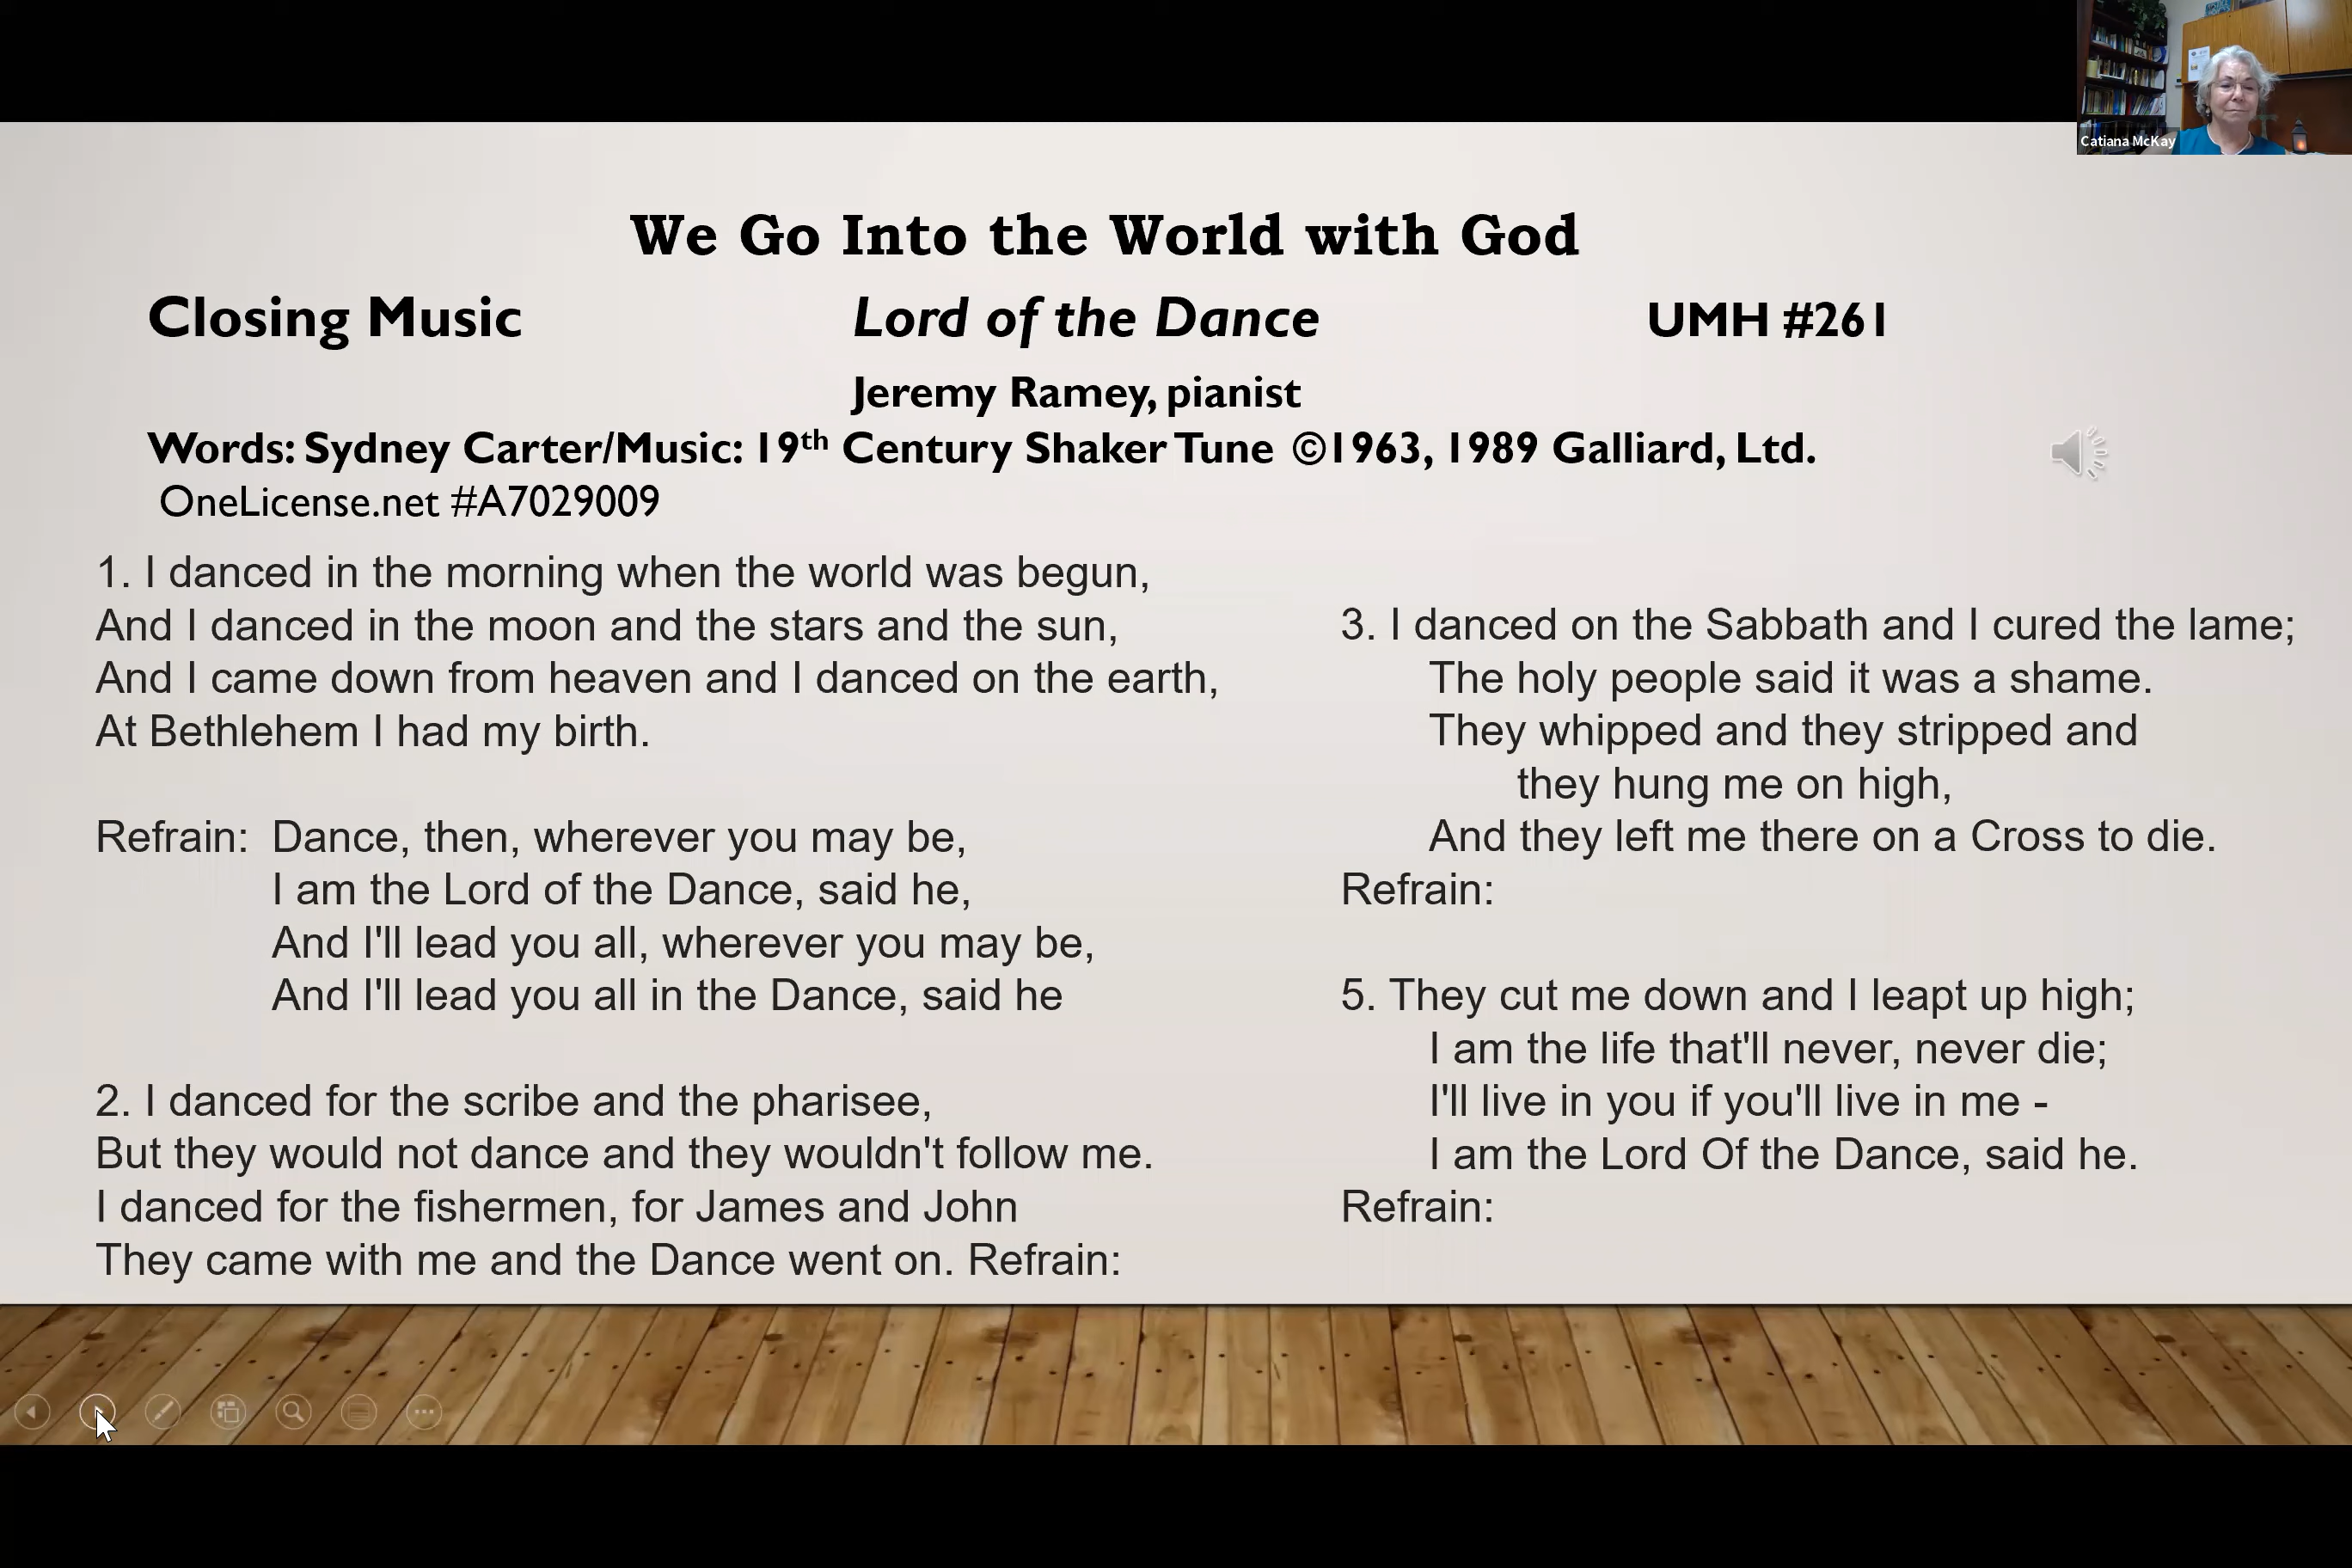 Catiana McKay
We Go Into the World with God
Closing Music Lord of the Dance UMH #261
Jeremy Ramey, pianist
Words: Sydney Carter/Music: 19th Century Shaker Tune ©1963, 1989 Galliard, Ltd.
OneLicense.net #A7029009
1. I danced in the morning when the world was begun,
And I danced in the moon and the stars and the sun,
And I came down from heaven and I danced on the earth,
At Bethlehem I had my birth.
Refrain: Dance, then, wherever you may be,
I am the Lord of the Dance, said he,
And I'll lead you all, wherever you may be,
And I'll lead you all in the Dance, said he
2. I danced for the scribe and the pharisee,
But they would not dance and they wouldn't follow me.
I danced for the fishermen, for James and John
They came with me and the Dance went on. Refrain:
3. I danced on the Sabbath and I cured the lame;
The holy people said it was a shame.
They whipped and they stripped and
they hung me on high,
And they left me there on a Cross to die.
Refrain:
5. They cut me down and I leapt up high;
I am the life that'll never, never die;
I'll live in you if you'll live in me -
I am the Lord Of the Dance, said he.
Refrain: